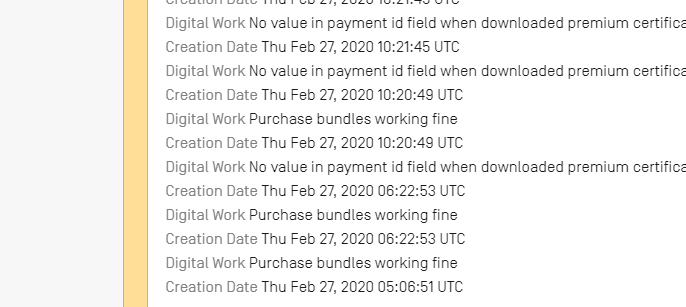 Creation Date Thu Feb 27, 2020 10:21:45 UTC
Digital Work No value in payment id field when downloaded premium certifica
Creation Date Thu Feb 27, 2020 10:21:45 UTC
Digital Work No value in payment id field when downloaded premium certifica
Creation Date Thu Feb 27, 2020 10:20:49 UTC
Digital Work Purchase bundles working fine
Creation Date Thu Feb 27, 2020 10:20:49 UTC
Digital Work No value in payment id field when downloaded premium certifica
Creation Date Thu Feb 27, 2020 06:22:53 UTC
Digital Work Purchase bundles working fine
Creation Date Thu Feb 27, 2020 06:22:53 UTC
Digital Work Purchase bundles working fine
Creation Date Thu Feb 27, 2020 05:06:51 UTC